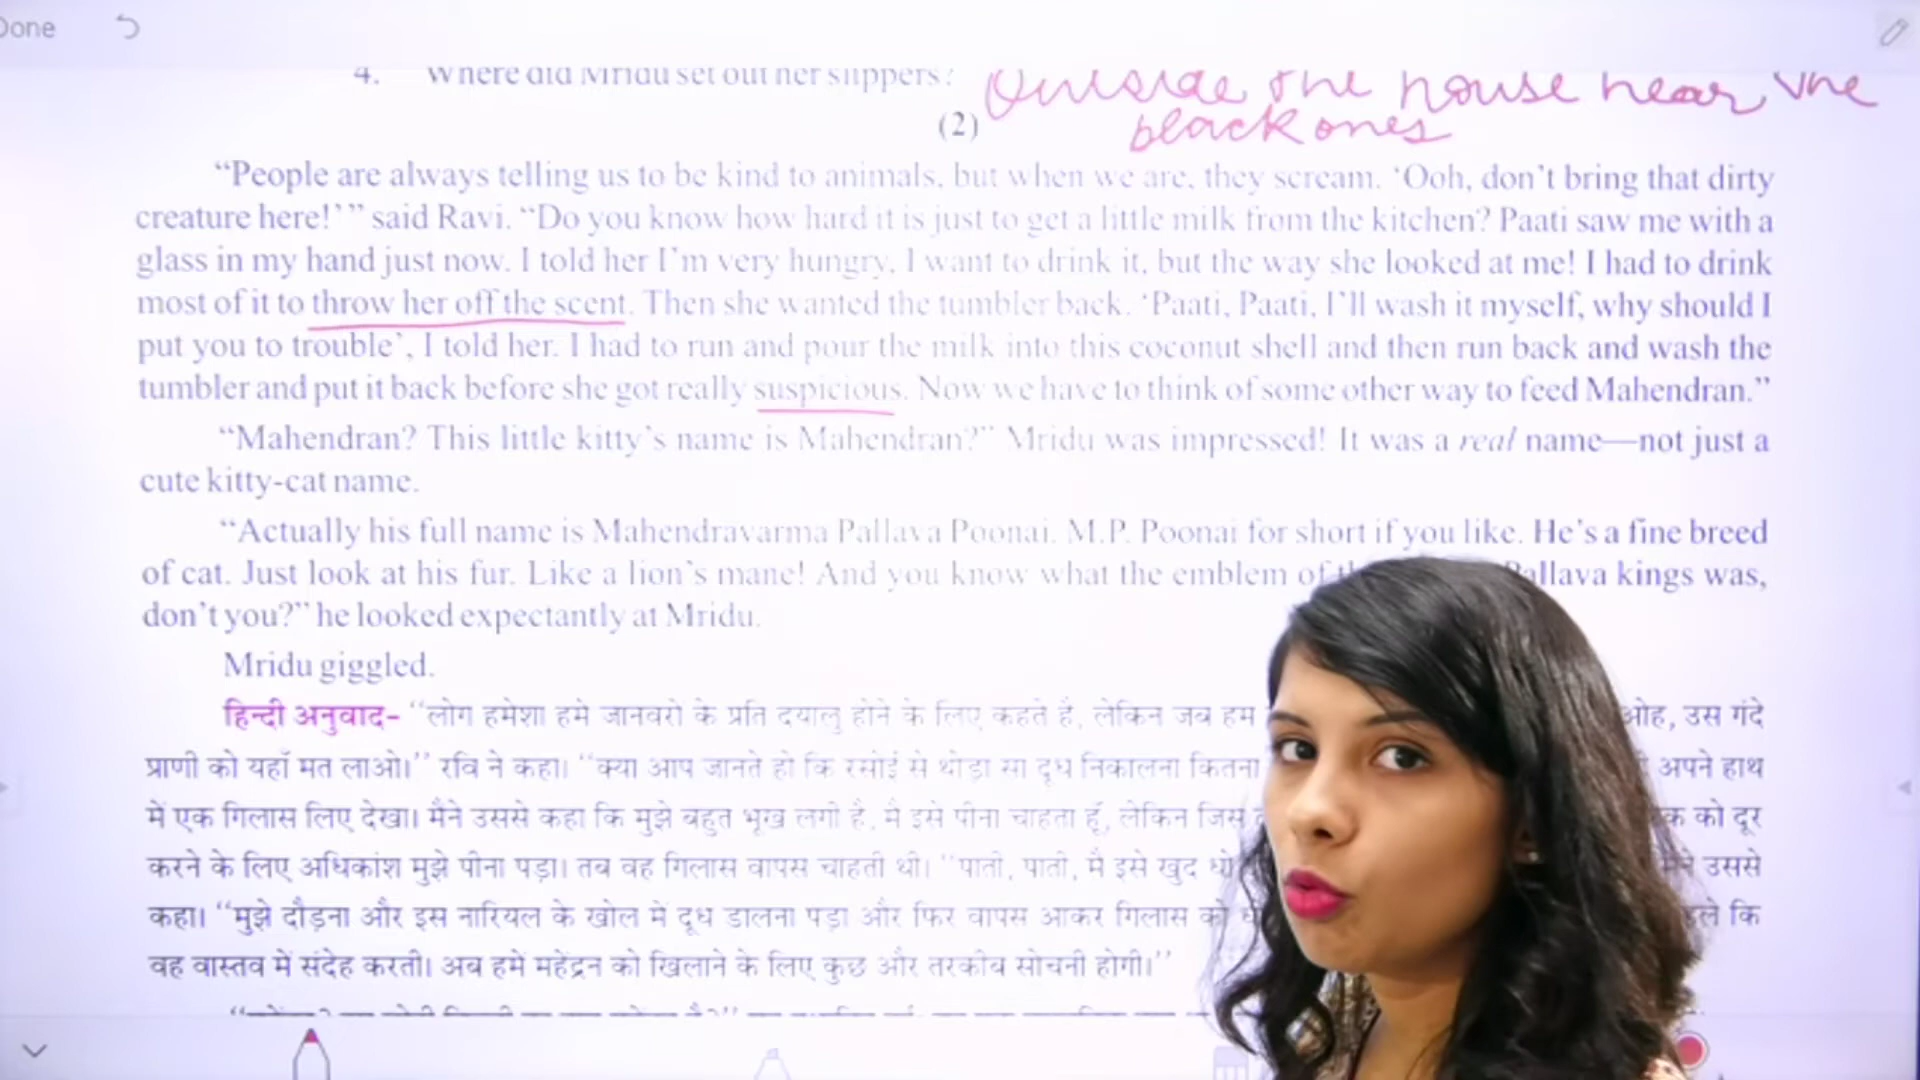 Done
4. Where did Mridu set out her slippers? Outside the house near the
(2) black ones
“People are always telling us to be kind to animals, but when we are, they scream. ‘Ooh, don’t bring that dirty
creature here!’” said Ravi. “Do you know how hard it is just to get a little milk from the kitchen? Paati saw me with a
glass in my hand just now. I told her I’m very hungry, I want to drink it, but the way she looked at me! I had to drink
most of it to throw her off the scent. Then she wanted the tumbler back. ‘Paati, Paati, I’ll wash it myself, why should I
put you to trouble’, I told her. I had to run and pour the milk into this coconut shell and then run back and wash the
tumbler and put it back before she got really suspicious. Now we have to think of some other way to feed Mahendran.”
“Mahendran? This little kitty’s name is Mahendran?” Mridu was impressed! It was a real name—not just a
cute kitty-cat name.
“Actually his full name is Mahendravarma Pallava Poonai. M.P. Poonai for short if you like. He’s a fine breed
of cat. Just look at his fur. Like a lion’s mane! And you know what the emblem of Pallava kings was,
don’t you?” he looked expectantly at Mridu.
Mridu giggled.
हिन्दी अनुवाद– “लोग हमेशा हमें जानवरों के प्रति दयालु होने के लिए कहते हैं, लेकिन जब हम ओह, उस गंदे
प्राणी को यहाँ मत लाओ।” रवि ने कहा। “क्या आप जानते हो कि रसोई से थोड़ा सा दूध निकालना कितना अपने हाथ
में एक गिलास लिए देखा। मैंने उससे कहा कि मुझे बहुत भूख लगी है, मैं इसे पीना चाहता हूँ, लेकिन जिस को दूर
करने के लिए अधिकांश मुझे पीना पड़ा। तब वह गिलास वापस चाहती थी। “पाती, पाती, मैं इसे खुद उससे
कहा। “मुझे दौड़ना और इस नारियल के खोल में दूध डालना पड़ा और फिर वापस आकर गिलास को कि
वह वास्तव में संदेह करती। अब हमें महेंद्रन को खिलाने के लिए कुछ और तरकीब सोचनी होगी।”